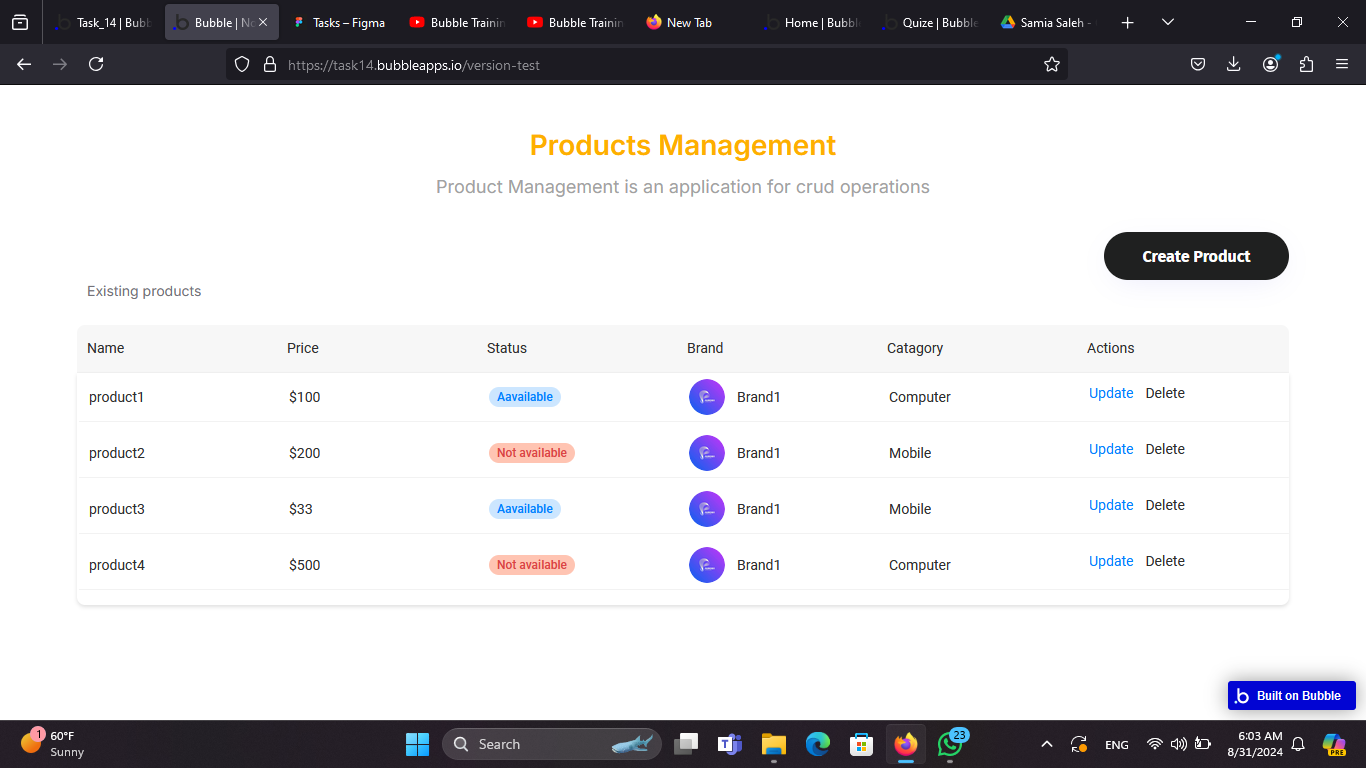 Task_14 | Bubb
Bubble | No
Tasks – Figma
Bubble Trainin
Bubble Trainin
New Tab
Home | Bubble
Quize | Bubble
Samia Saleh -
https://task14.bubbleapps.io/version-test
Products Management
Product Management is an application for crud operations
Create Product
Existing products
Name Price Status Brand Catagory Actions
product1 $100 Aavailable Brand1 Computer Update Delete
product2 $200 Not available Brand1 Mobile Update Delete
product3 $33 Aavailable Brand1 Mobile Update Delete
product4 $500 Not available Brand1 Computer Update Delete
Built on Bubble
1
60°F
Sunny
Search
23
ENG
6:03 AM
8/31/2024
PRE